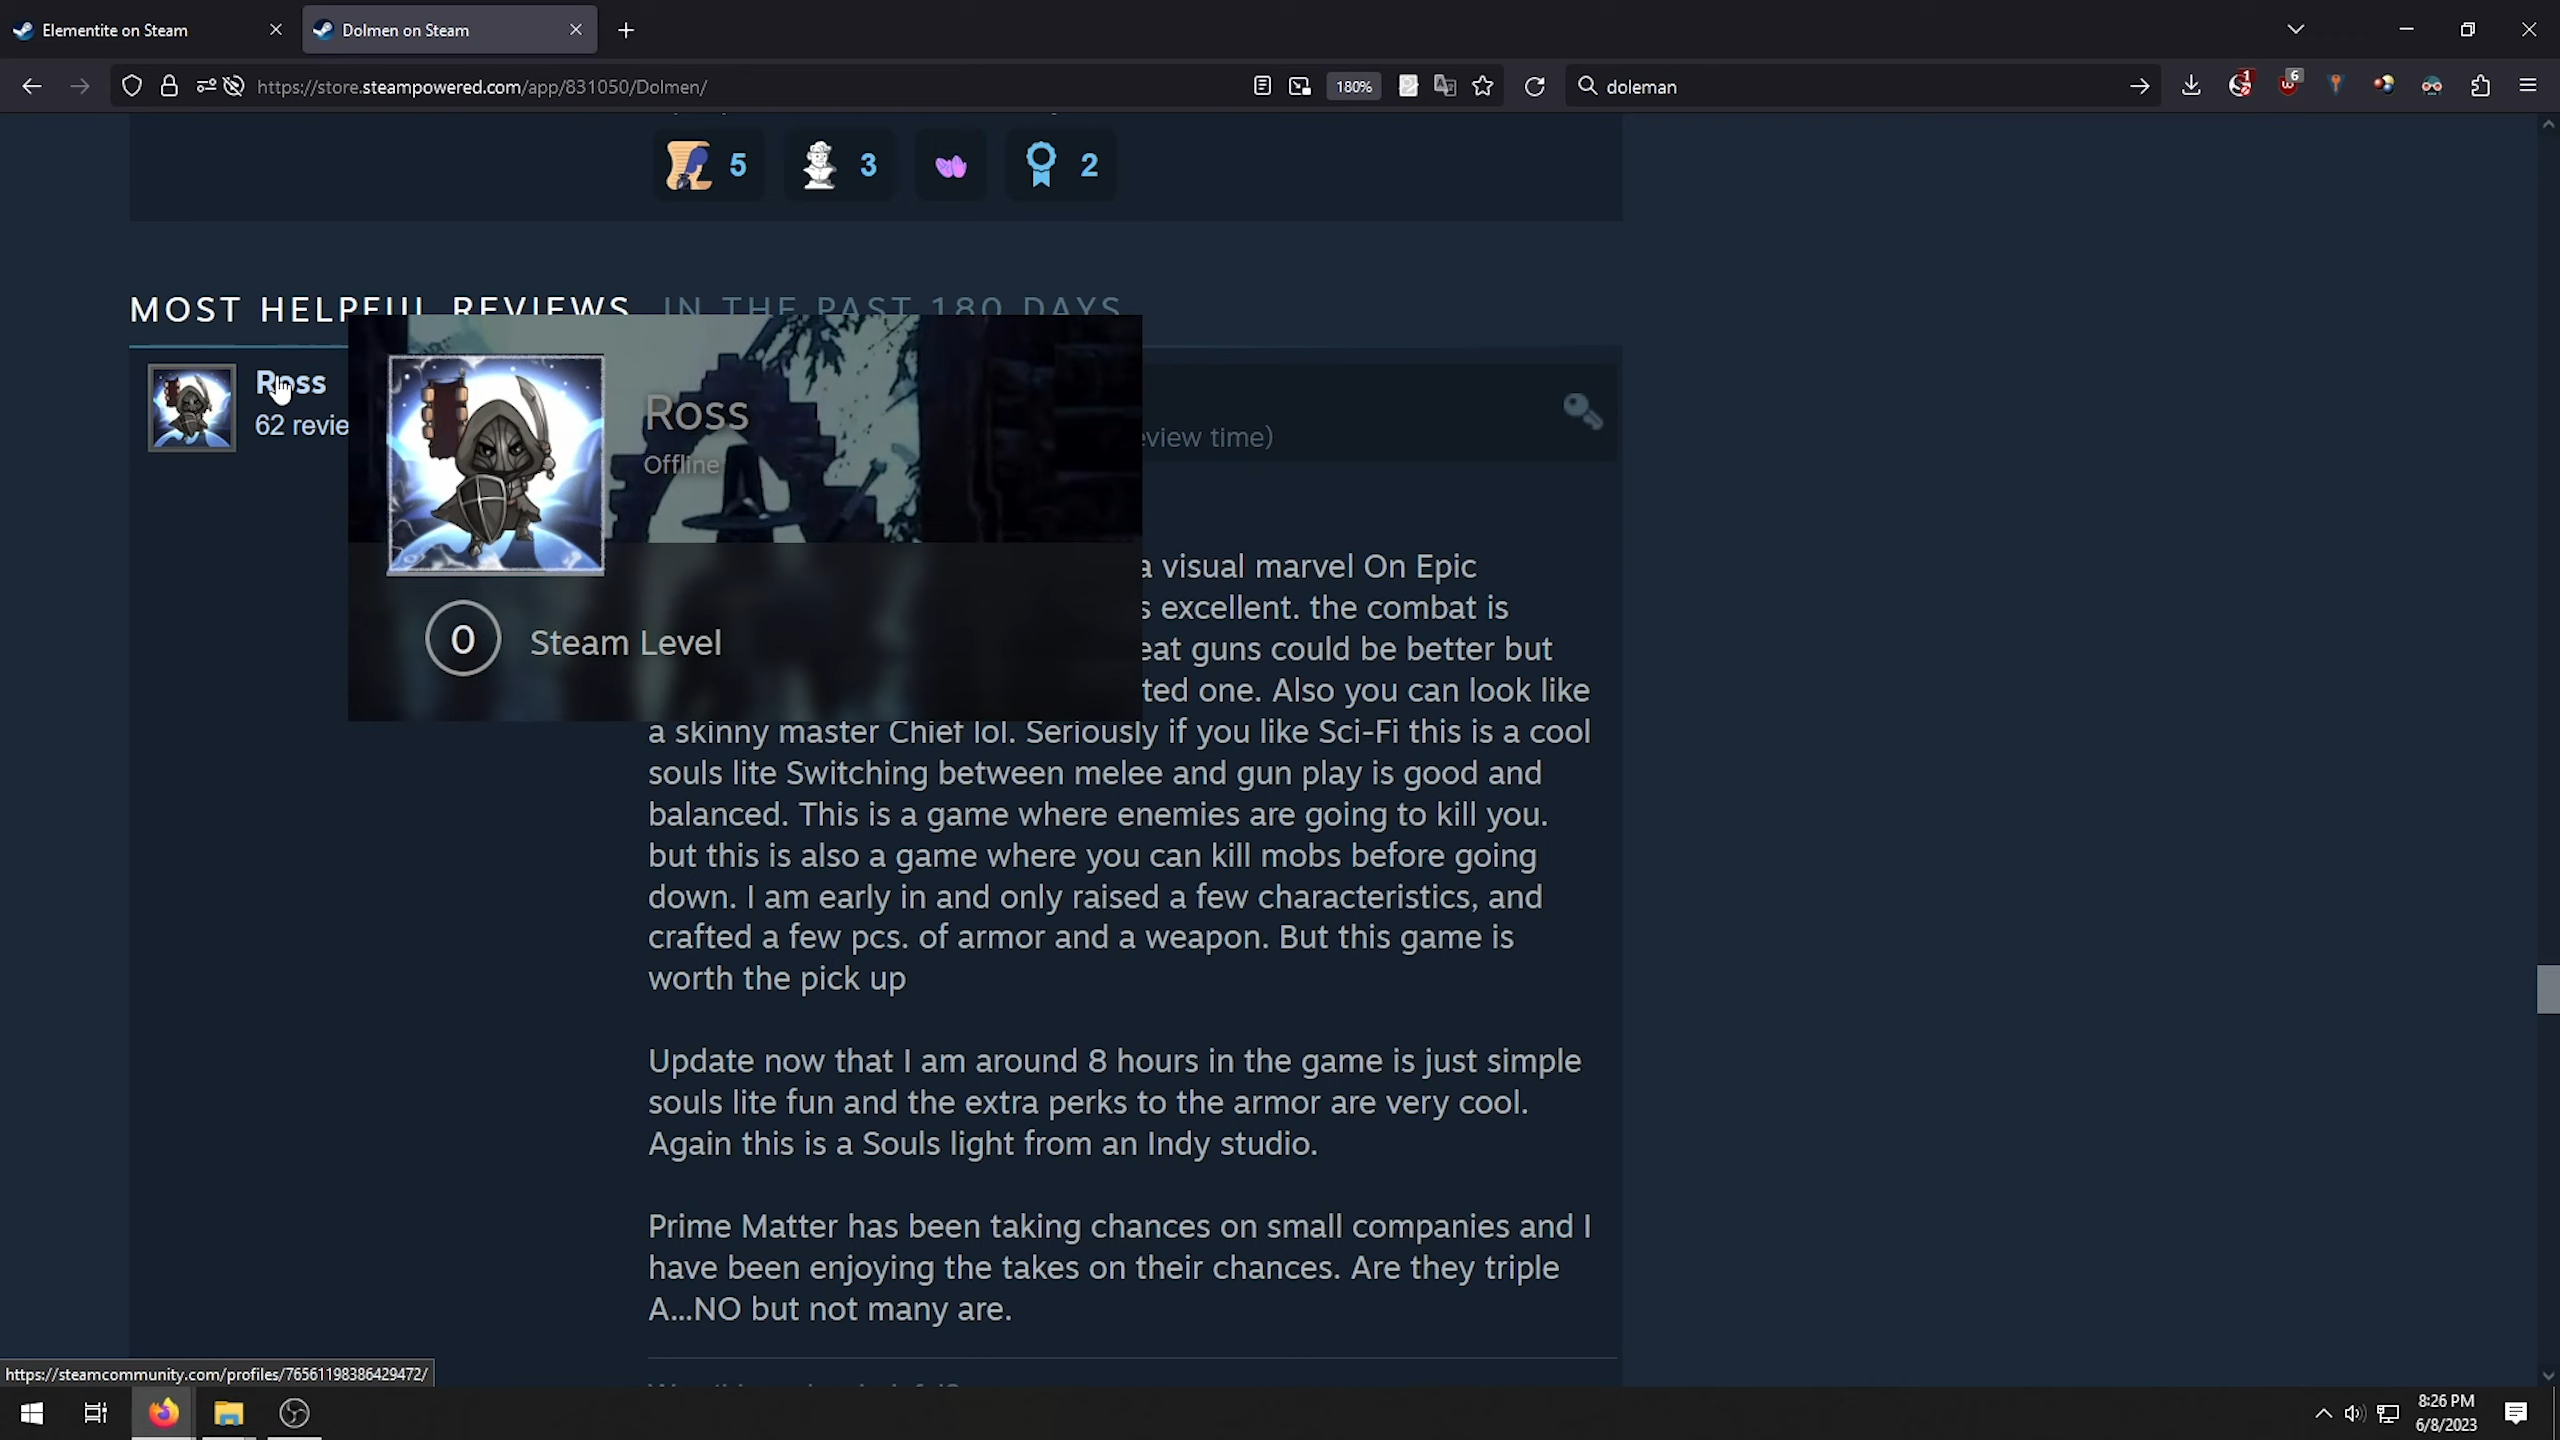 Elementite on Steam
Dolmen on Steam
https://store.steampowered.com/app/831050/Dolmen/
180%
doleman
1
6
5
3
2
MOST HELPFUL REVIEWS IN THE PAST 180 DAYS
Ross
62 revie
Ross
Offline
0 Steam Level
eview time)
a visual marvel On Epic
s excellent. the combat is
eat guns could be better but
ted one. Also you can look like
a skinny master Chief lol. Seriously if you like Sci-Fi this is a cool
souls lite Switching between melee and gun play is good and
balanced. This is a game where enemies are going to kill you.
but this is also a game where you can kill mobs before going
down. I am early in and only raised a few characteristics, and
crafted a few pcs. of armor and a weapon. But this game is
worth the pick up
Update now that I am around 8 hours in the game is just simple
souls lite fun and the extra perks to the armor are very cool.
Again this is a Souls light from an Indy studio.
Prime Matter has been taking chances on small companies and I
have been enjoying the takes on their chances. Are they triple
A...NO but not many are.
https://steamcommunity.com/profiles/76561198386429472/
8:26 PM
6/8/2023